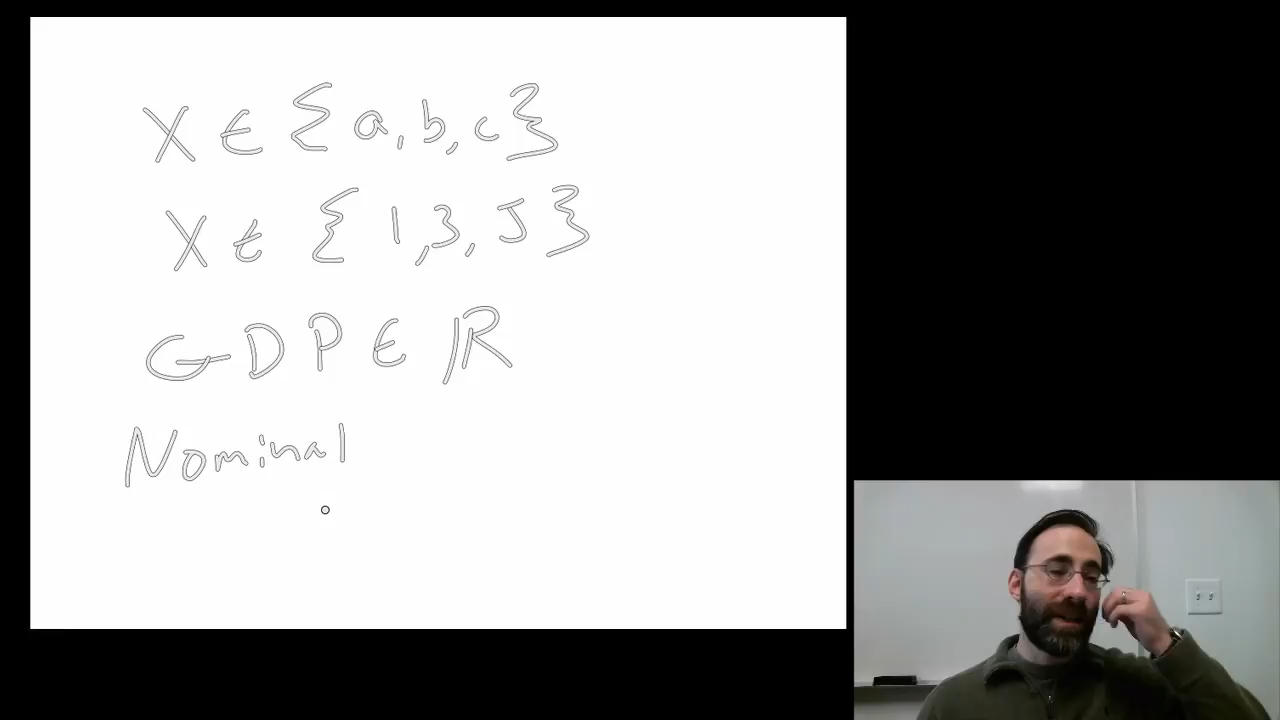 X ∈ {a, b, c}
X ∈ {1, 3, 5}
GDP ∈ ℝ
Nominal